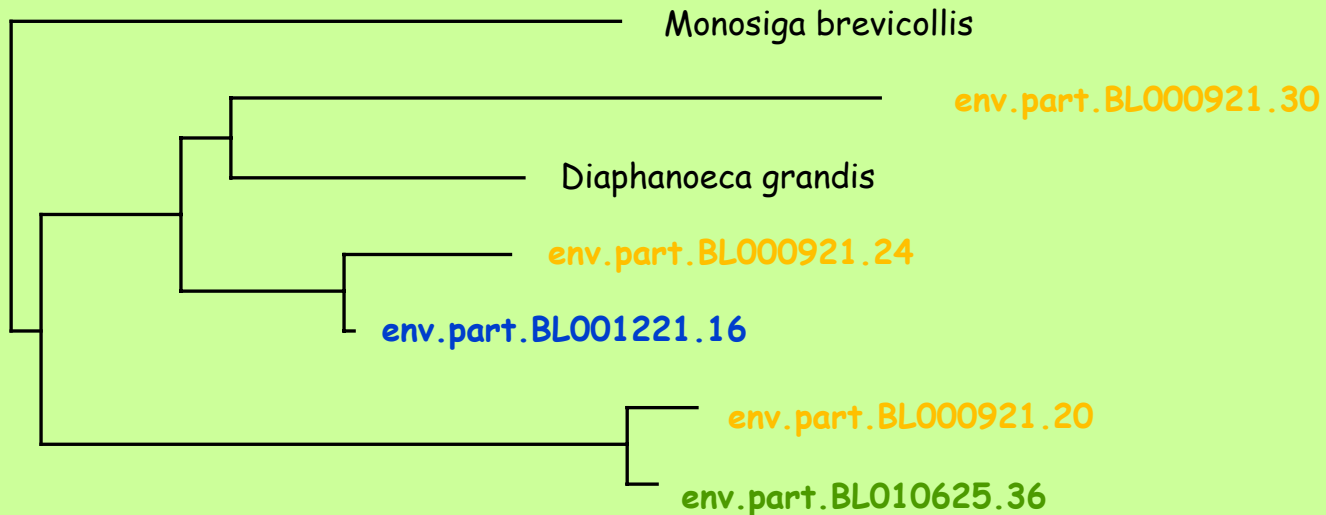 Monosiga brevicollis
env.part.BL000921.30
Diaphanoeca grandis
env.part.BL000921.24
env.part.BL001221.16
env.part.BL000921.20
env.part.BL010625.36